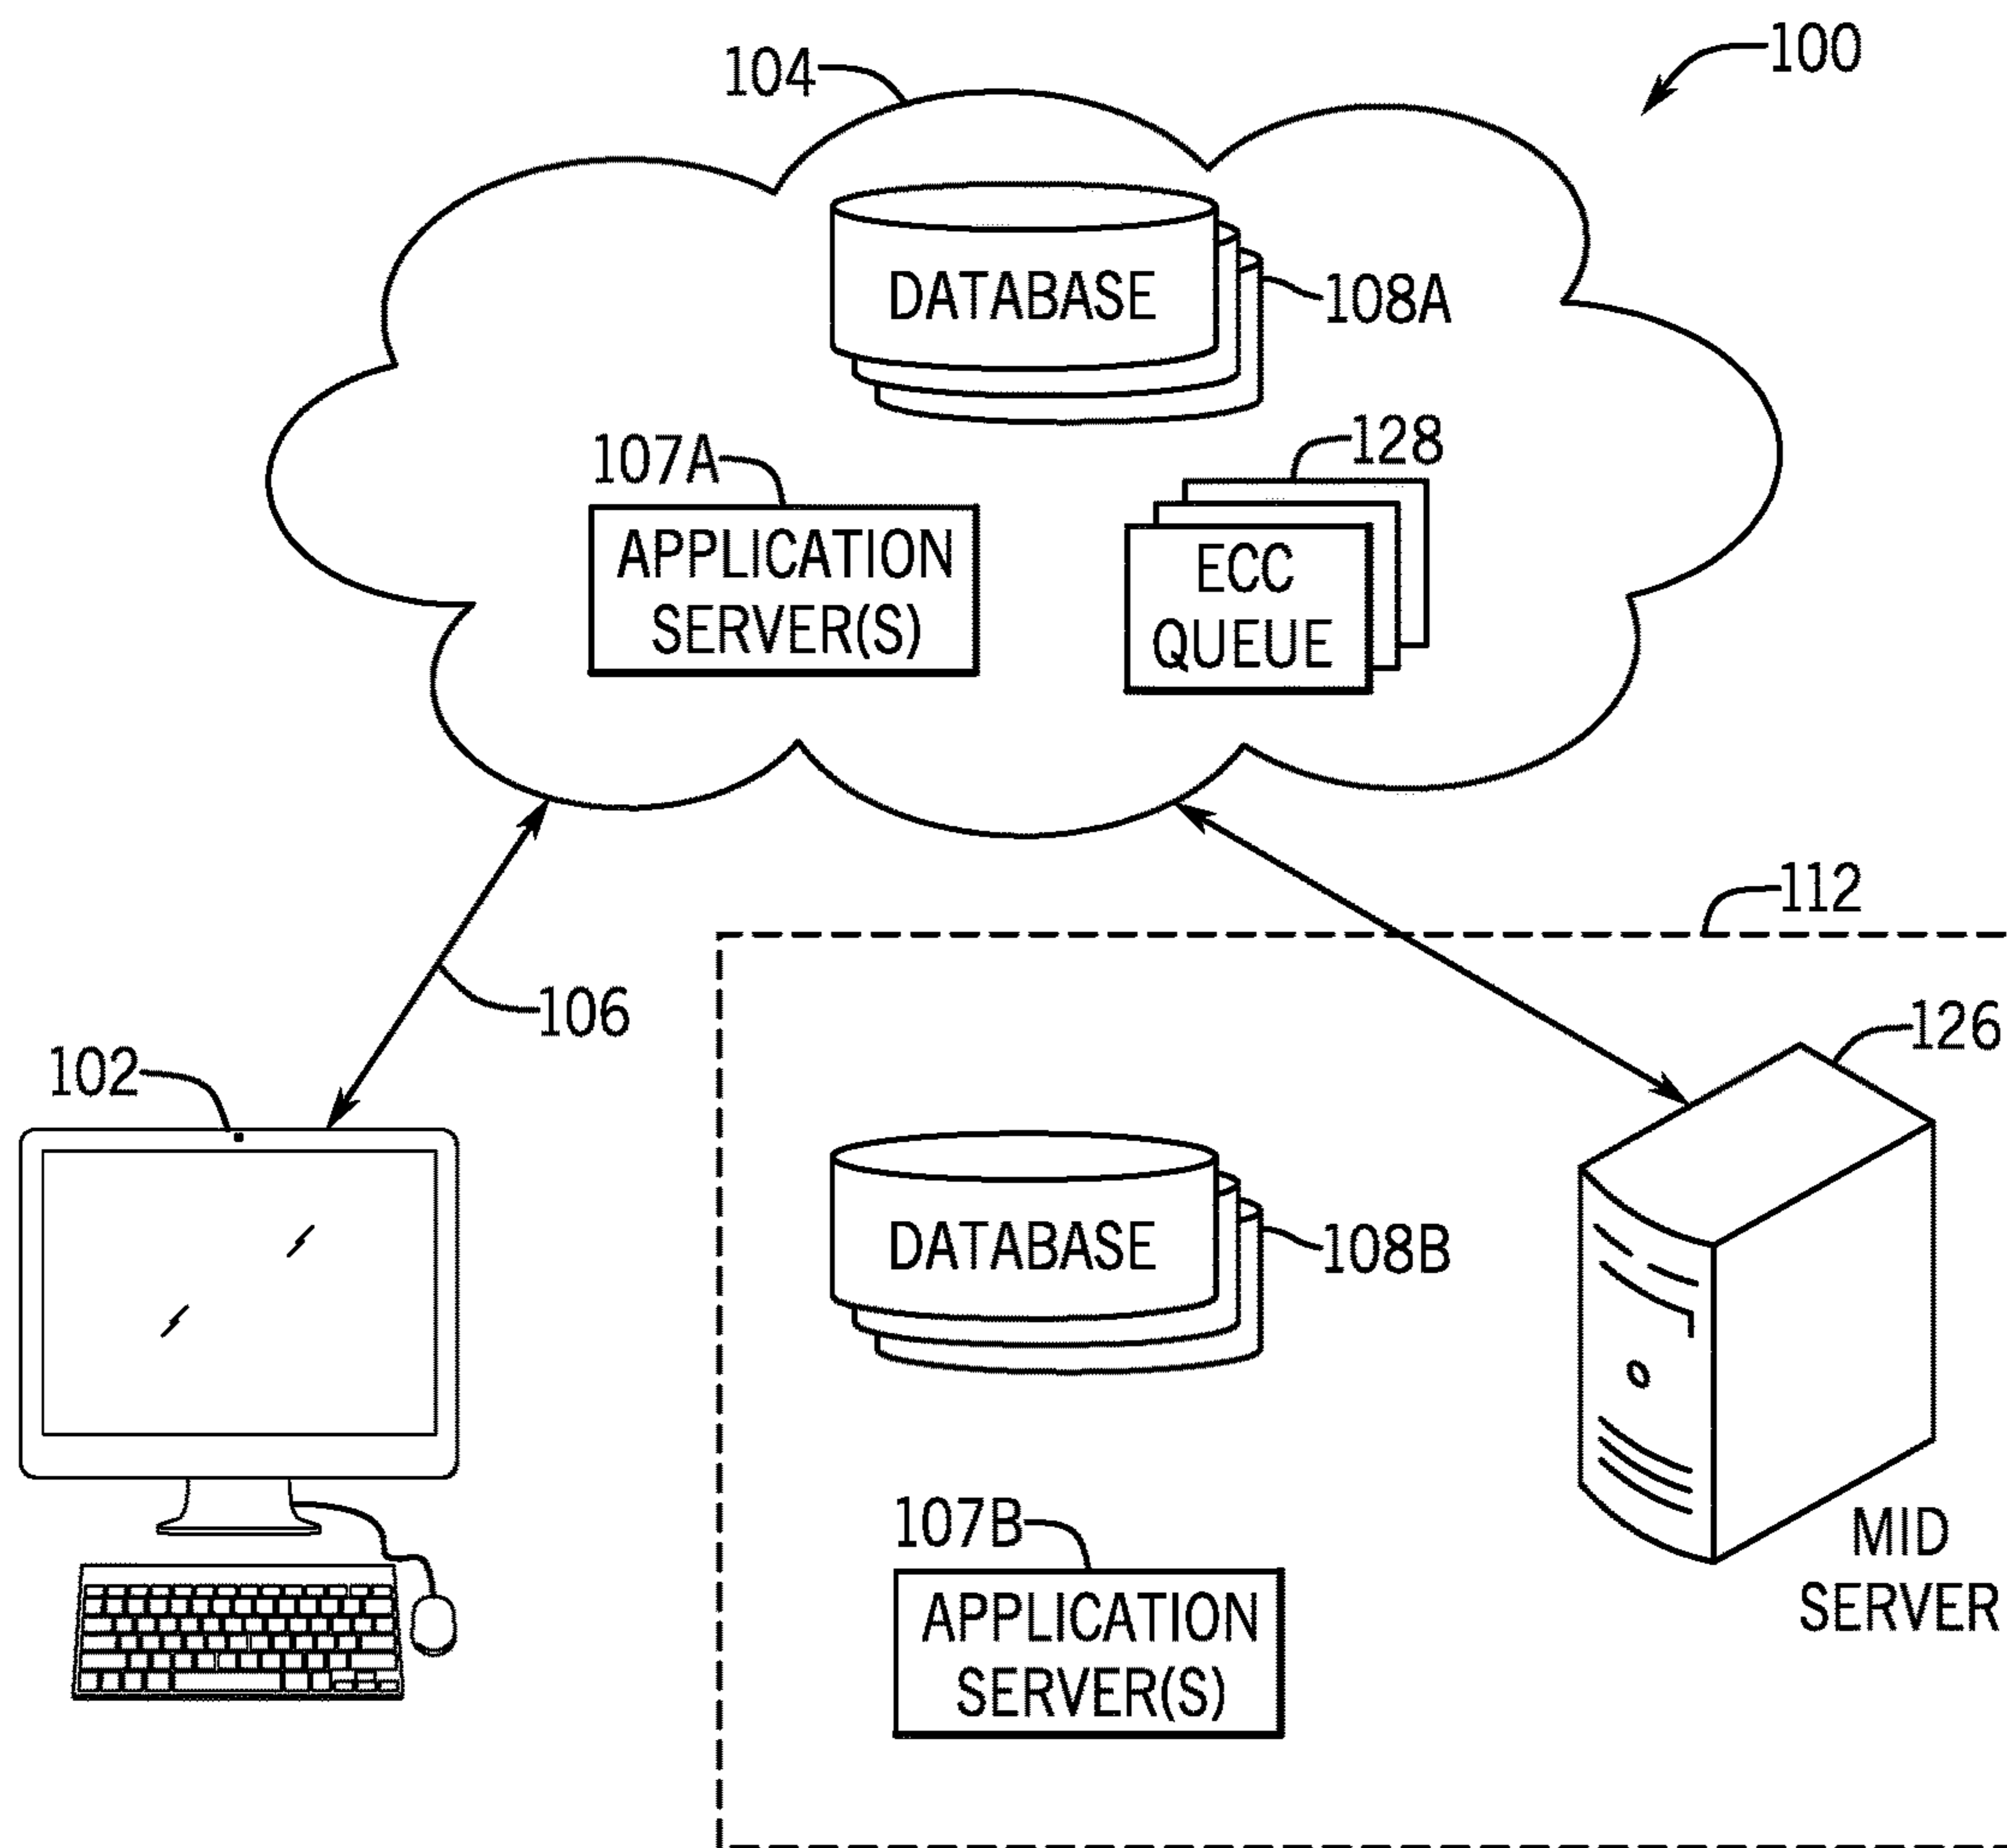 100
104
DATABASE
108A
107A
128
APPLICATION
SERVER(S)
ECC
QUEUE
112
106
126
102
DATABASE
108B
107B
MID
SERVER
APPLICATION
SERVER(S)